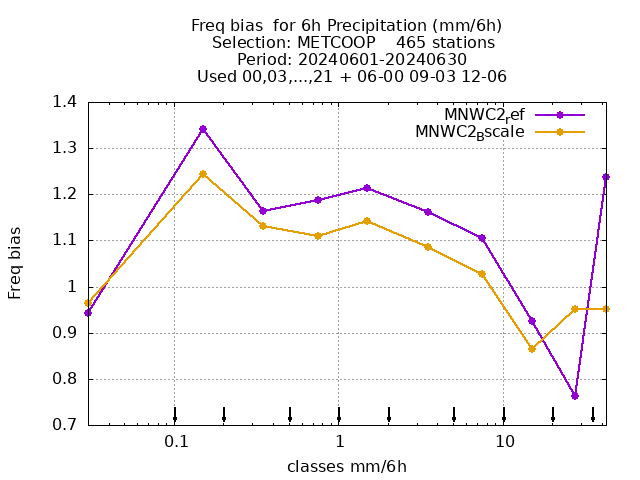 Freq bias  for 6h Precipitation (mm/6h)
Selection: METCOOP    465 stations
Period: 20240601-20240630
Used 00,03,...,21 + 06-00 09-03 12-06
MNWC2ref
MNWC2Bscale
1.4
1.3
1.2
1.1
1
0.9
0.8
0.7
Freq bias
0.1
1
10
classes mm/6h